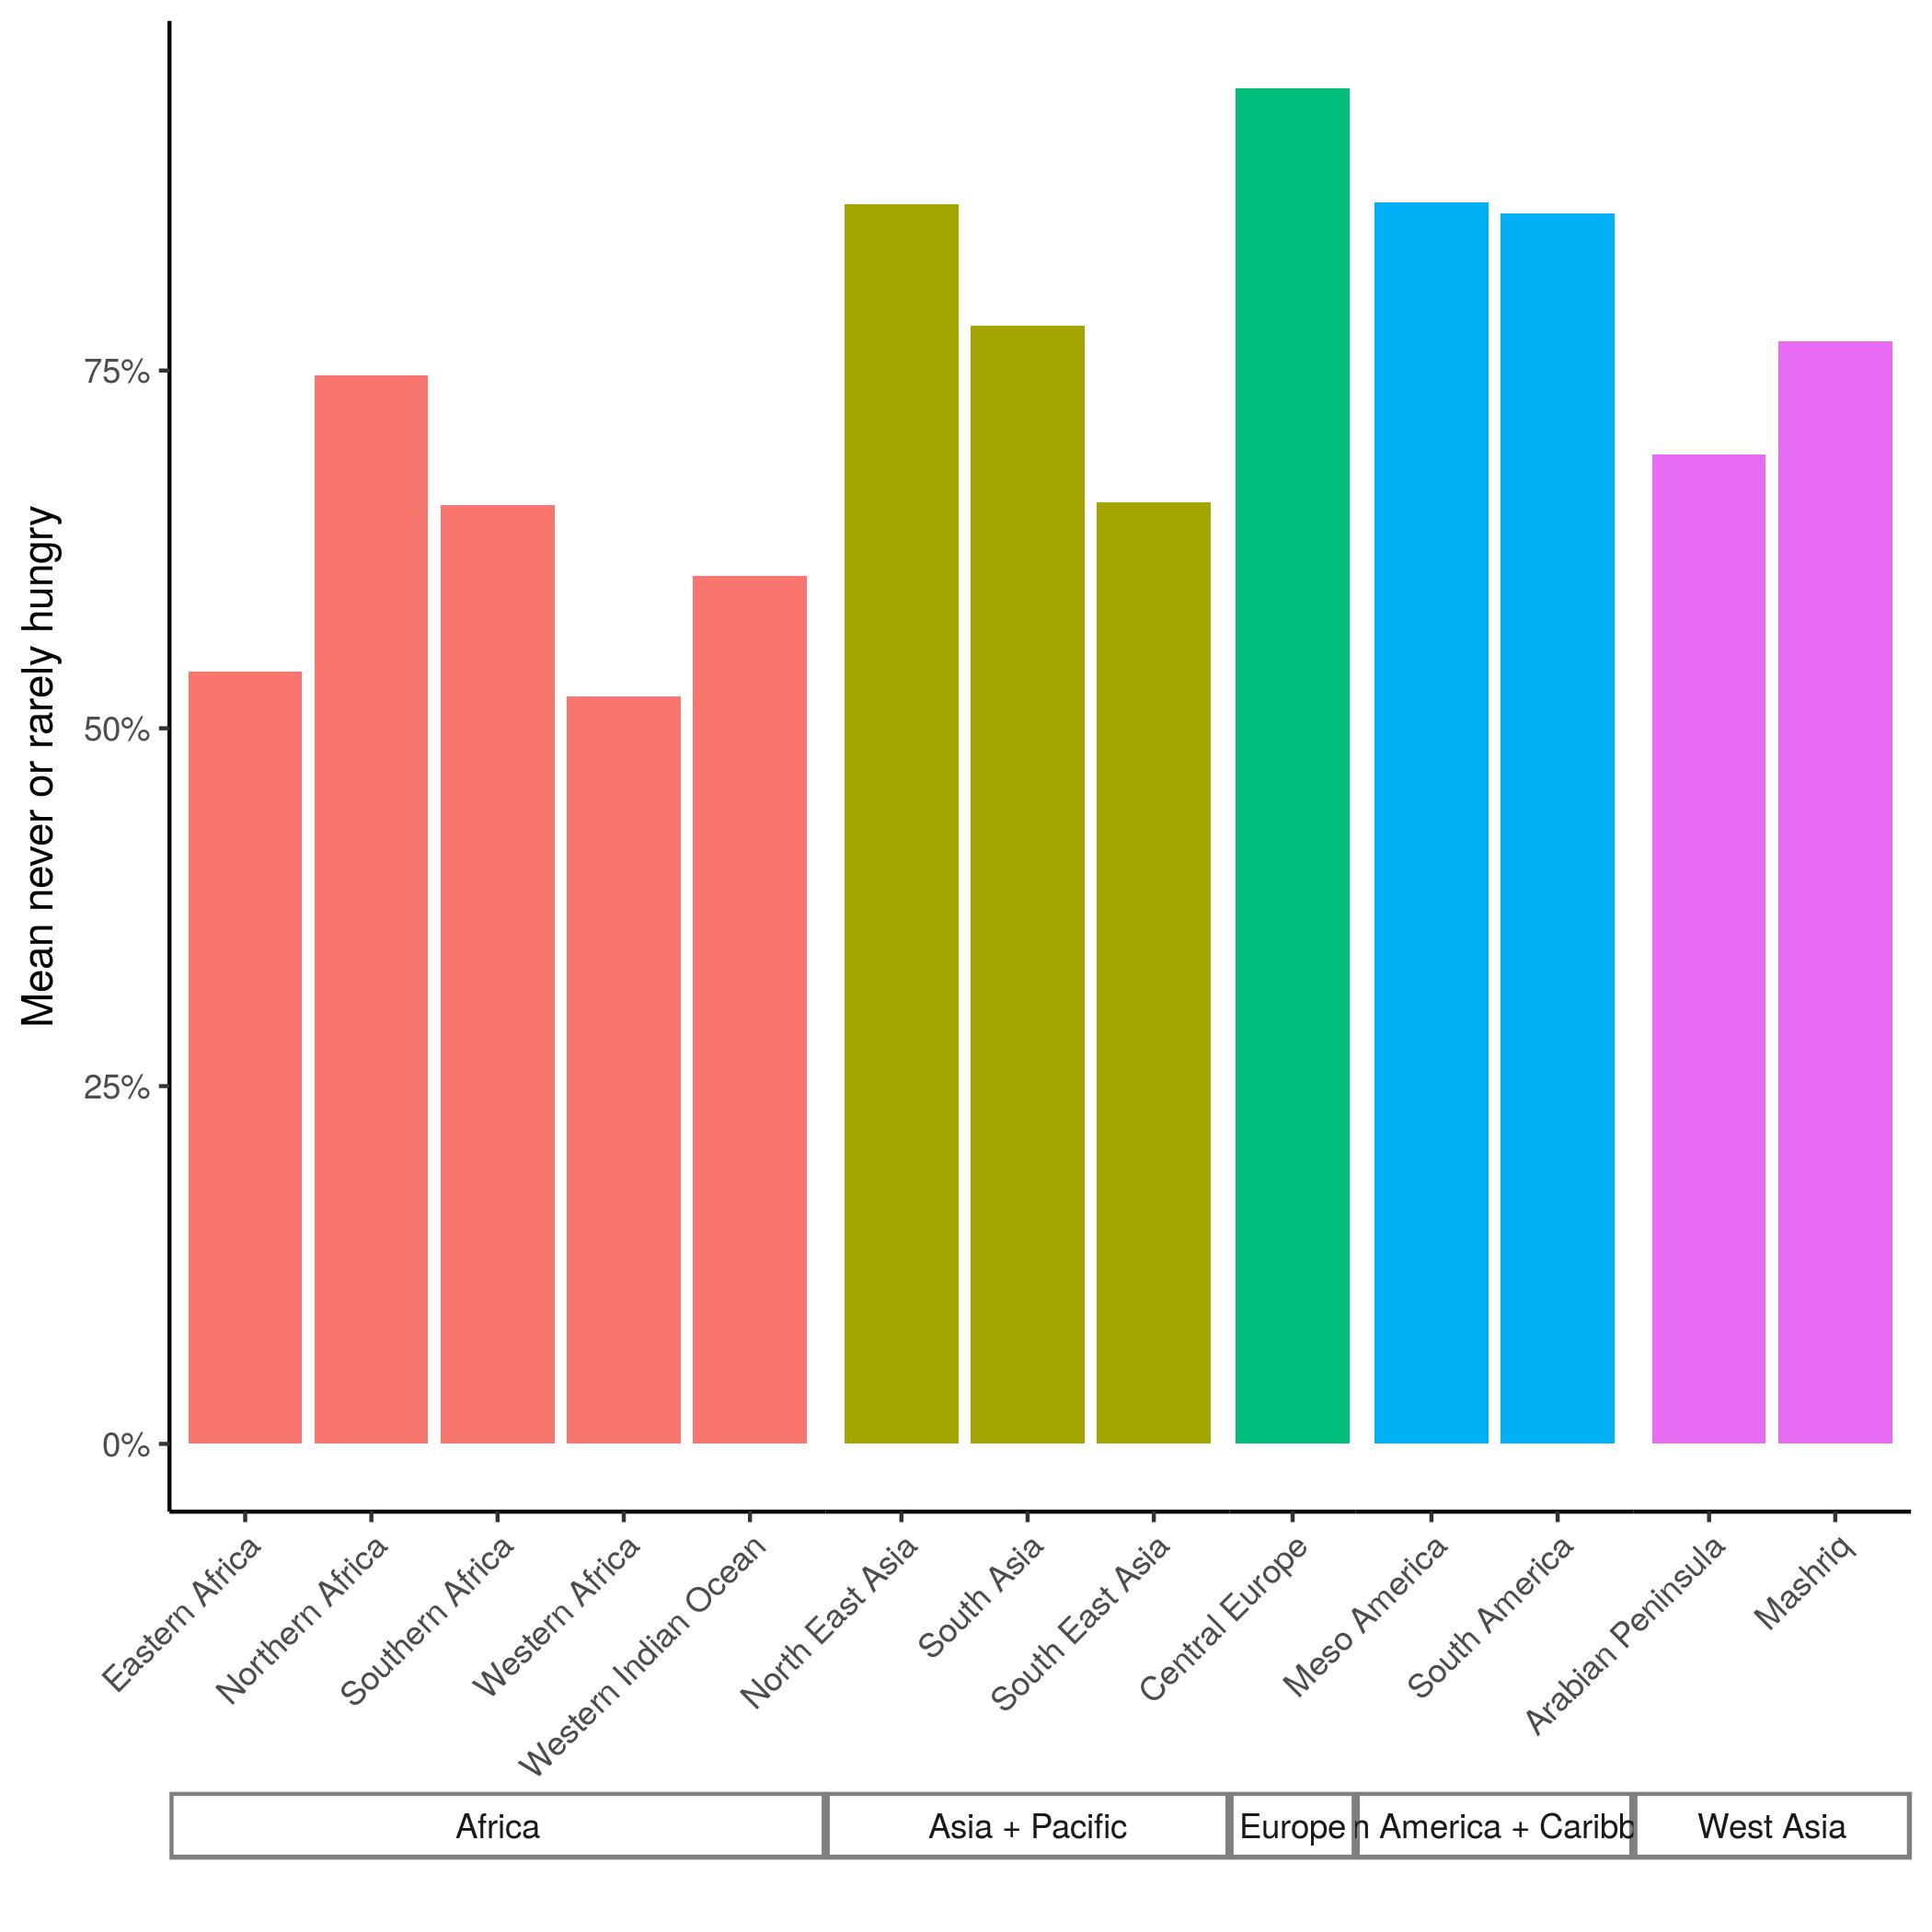 Mean never or rarely hungry
75%
50%
25%
0%
Eastern Africa
Northern Africa
Southern Africa
Western Africa
Western Indian Ocean
North East Asia
South Asia
South East Asia
Central Europe
Meso America
South America
Arabian Peninsula
Mashriq
Africa
Asia + Pacific
Europe
n America + Caribb
West Asia